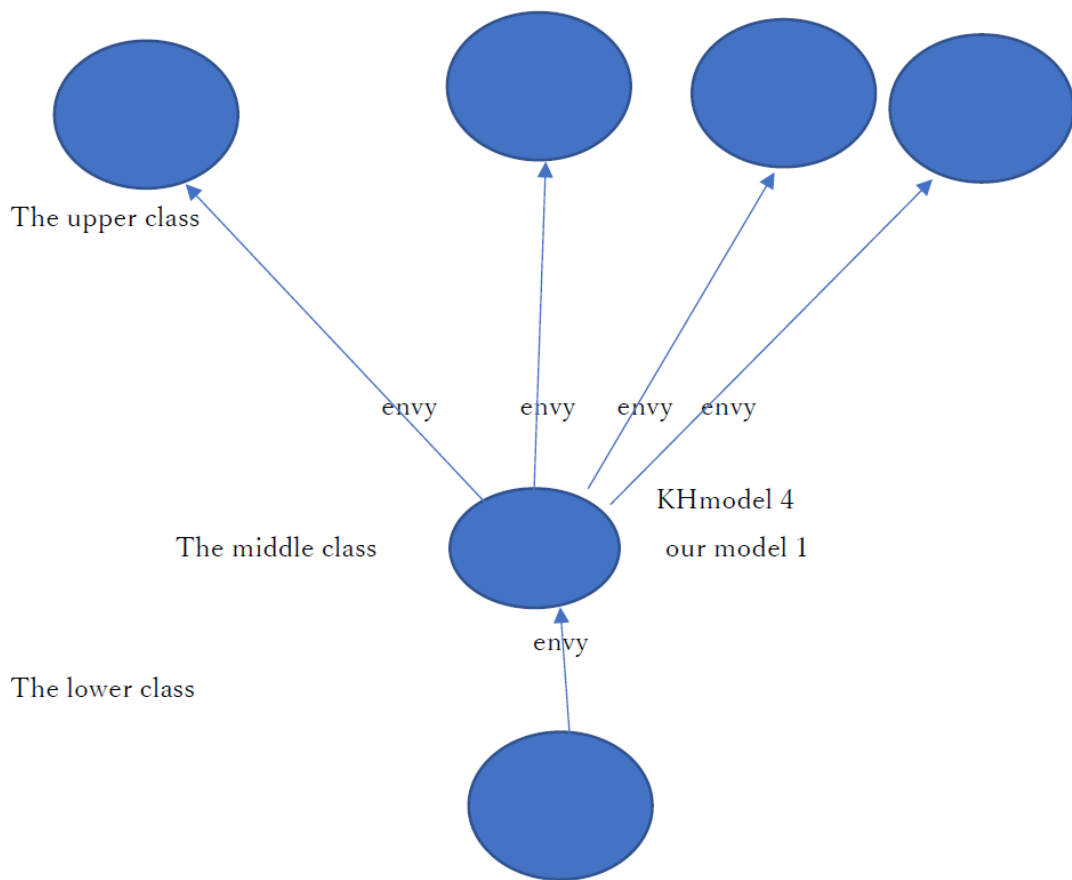 The upper class
envy envy envy envy
KHmodel 4
The middle class our model 1
envy
The lower class